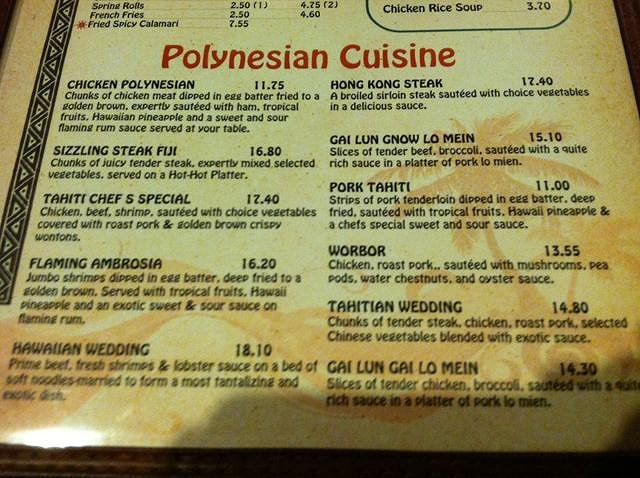 Spring Rolls 2.50 (1) 4.75 (2)
French Fries 2.50 4.60
Fried Spicy Calamari 7.55
Chicken Rice Soup 3.70
Polynesian Cuisine
CHICKEN POLYNESIAN 11.75
Chunks of chicken meat dipped in egg batter fried to a
golden brown, expertly sautéed with ham, tropical
fruits, Hawaiian pineapple and a sweet and sour
flaming rum sauce served at your table.
SIZZLING STEAK FIJI 16.80
Chunks of juicy tender steak, expertly mixed selected
vegetables, served on a Hot-Hot Platter.
TAHITI CHEF S SPECIAL 17.40
Chicken, beef, shrimp, sautéed with choice vegetables
covered with roast pork & golden brown crispy
wontons.
FLAMING AMBROSIA 16.20
Jumbo shrimps dipped in egg batter, deep fried to a
golden brown. Served with tropical fruits, Hawaii
pineapple and an exotic sweet & sour sauce on
flaming rum.
HAWAIIAN WEDDING 18.10
Prime beef, fresh shrimps & lobster sauce on a bed of
soft noodles-married to form a most tantalizing and
exotic dish.
HONG KONG STEAK 17.40
A broiled sirloin steak sautéed with choice vegetables
in a delicious sauce.
GAI LUN GNOW LO MEIN 15.10
Slices of tender beef, broccoli, sautéed with a quite
rich sauce in a platter of pork lo mien.
PORK TAHITI 11.00
Strips of pork tenderloin dipped in egg batter, deep
fried, sautéed with tropical fruits, Hawaii pineapple &
a chefs special sweet and sour sauce.
WORBOR 13.55
Chicken, roast pork,, sautéed with mushrooms, pea
pods, water chestnuts, and oyster sauce.
TAHITIAN WEDDING 14.80
Chunks of tender steak, chicken, roast pork, selected
Chinese vegetables blended with exotic sauce.
GAI LUN GAI LO MEIN 14.30
Slices of tender chicken, broccoli, sautéed with a quite
rich sauce in a platter of pork lo mien.